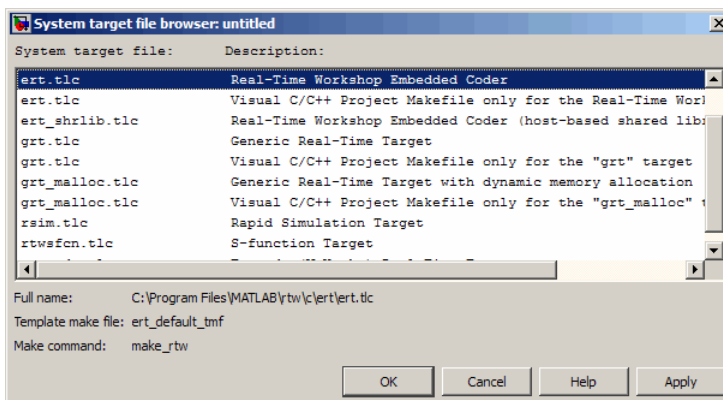 System target file browser: untitled
System target file: Description:
ert.tlc Real-Time Workshop Embedded Coder
ert.tlc Visual C/C++ Project Makefile only for the Real-Time
ert_shrlib.tlc Real-Time Workshop Embedded Coder (host-based shared
grt.tlc Generic Real-Time Target
grt.tlc Visual C/C++ Project Makefile only for the "grt" target
grt_malloc.tlc Generic Real-Time Target with dynamic memory allocation
grt_malloc.tlc Visual C/C++ Project Makefile only for the "grt_malloc"
rsim.tlc Rapid Simulation Target
rtwsfcn.tlc S-function Target
Full name: C:\Program Files\MATLAB\rtw\c\ert\ert.tlc
Template make file: ert_default_tmf
Make command: make_rtw
OK Cancel Help Apply